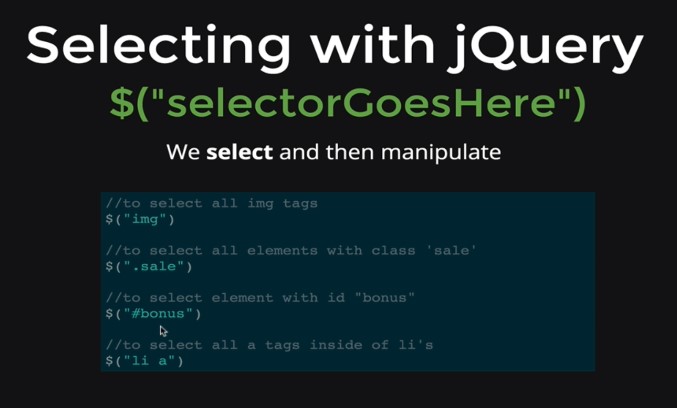 Selecting with jQuery
$("selectorGoesHere")
We select and then manipulate
//to select all img tags
$("img")
//to select all elements with class 'sale'
$(".sale")
//to select element with id "bonus"
$("#bonus")
//to select all a tags inside of li's
$("li a")